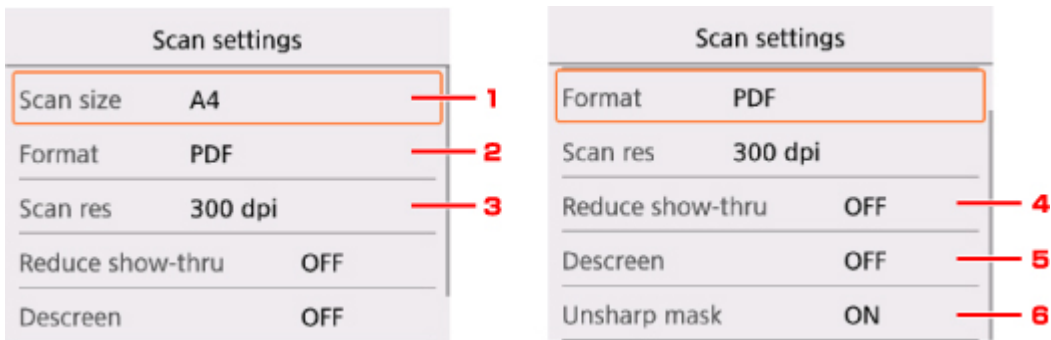 Scan settings
Scan size A4 1
Format PDF 2
Scan res 300 dpi 3
Reduce show-thru OFF
Descreen OFF
Scan settings
Format PDF
Scan res 300 dpi
Reduce show-thru OFF 4
Descreen OFF 5
Unsharp mask ON 6